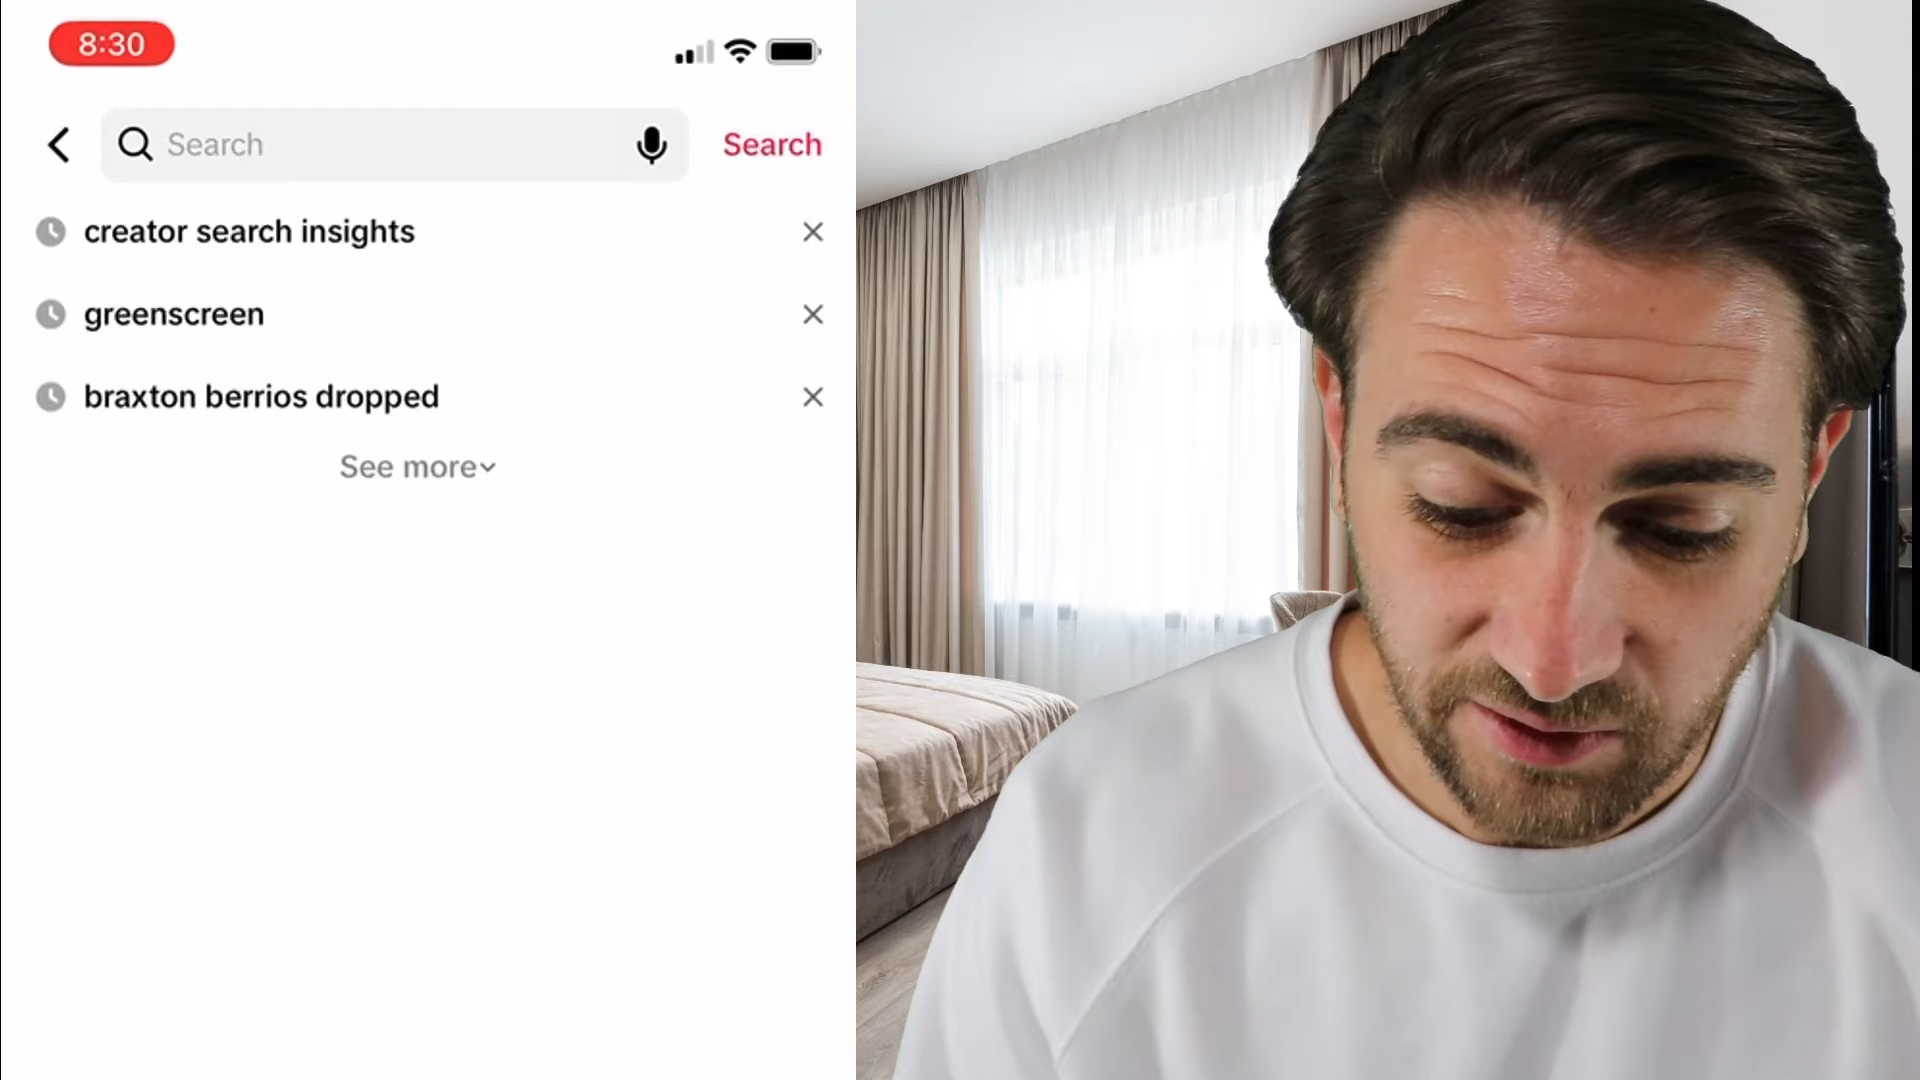 8:30
Search Search
creator search insights
greenscreen
braxton berrios dropped
See more